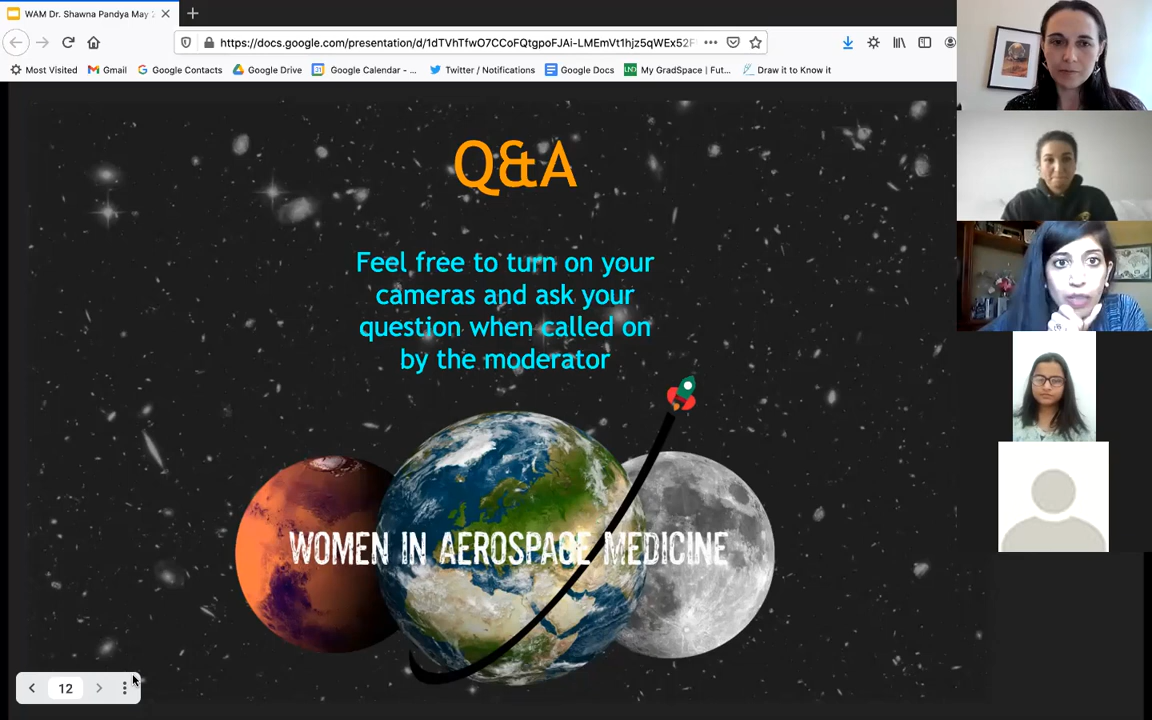 WAM Dr. Shawna Pandya May
https://docs.google.com/presentation/d/1dTVhTfwO7CCoFQtgpoFJAi-LMEmVt1hjz5qWEx52F
Most Visited Gmail Google Contacts Google Drive Google Calendar - ... Twitter / Notifications Google Docs My GradSpace | Fut... Draw it to Know it
Q&A
Feel free to turn on your
cameras and ask your
question when called on
by the moderator
WOMEN IN AEROSPACE MEDICINE
12